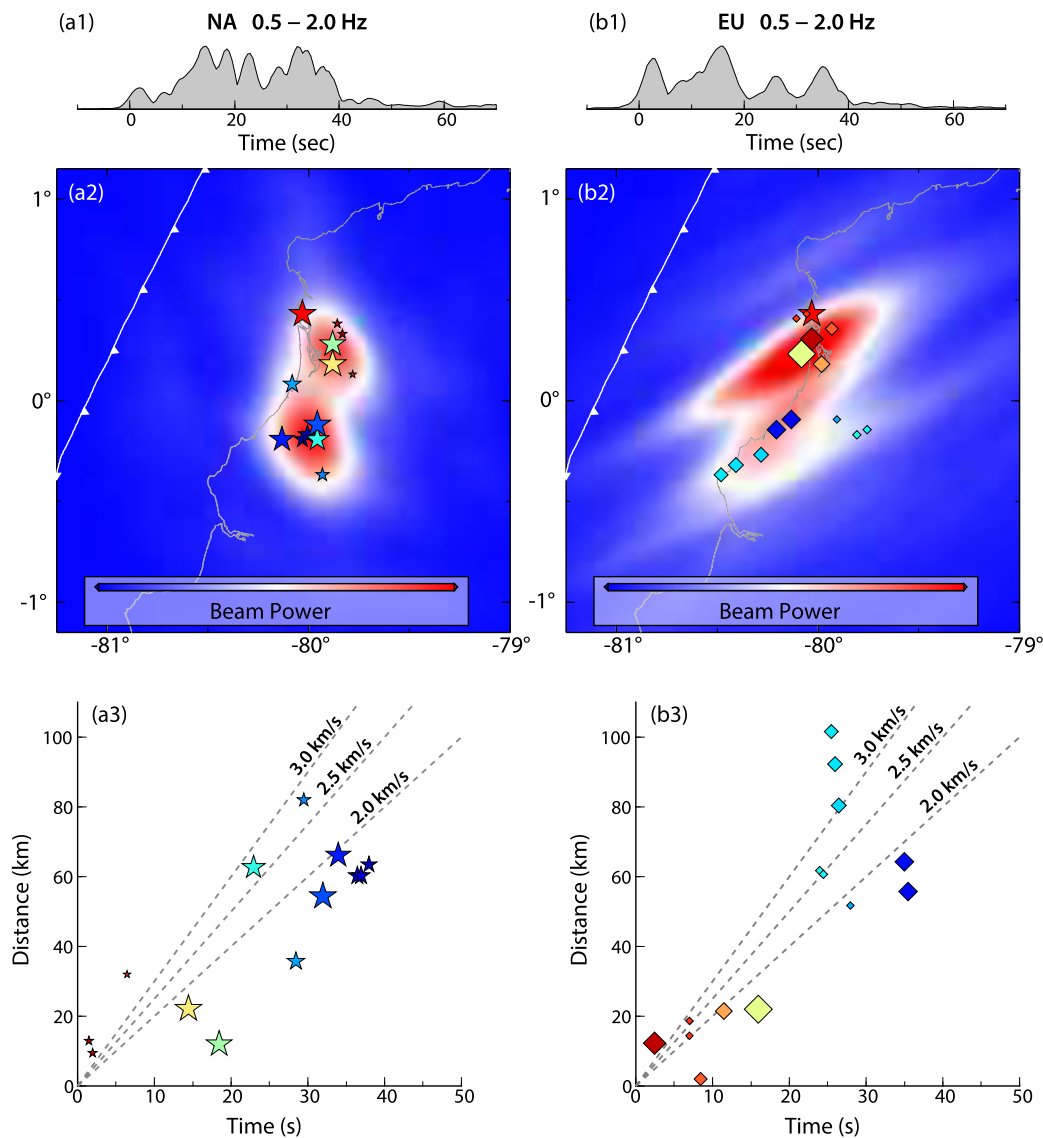 (a1) NA 0.5 – 2.0 Hz
(b1) EU 0.5 – 2.0 Hz
0 20 40 60
Time (sec)
0 20 40 60
Time (sec)
(a2)
1°
0°
-1°
Beam Power
-81° -80° -79°
(b2)
1°
0°
-1°
Beam Power
-81° -80° -79°
(a3)
3.0 km/s
2.5 km/s
2.0 km/s
100
80
60
40
20
0
Distance (km)
0 10 20 30 40 50
Time (s)
(b3)
3.0 km/s
2.5 km/s
2.0 km/s
100
80
60
40
20
0
Distance (km)
0 10 20 30 40 50
Time (s)